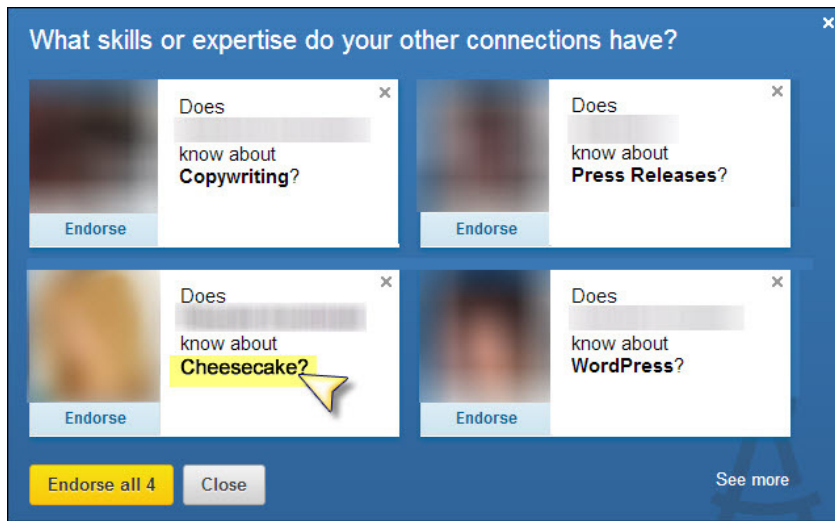 What skills or expertise do your other connections have?
Does
know about
Copywriting?
Endorse
Does
know about
Press Releases?
Endorse
Does
know about
Cheesecake?
Endorse
Does
know about
WordPress?
Endorse
Endorse all 4
Close
See more